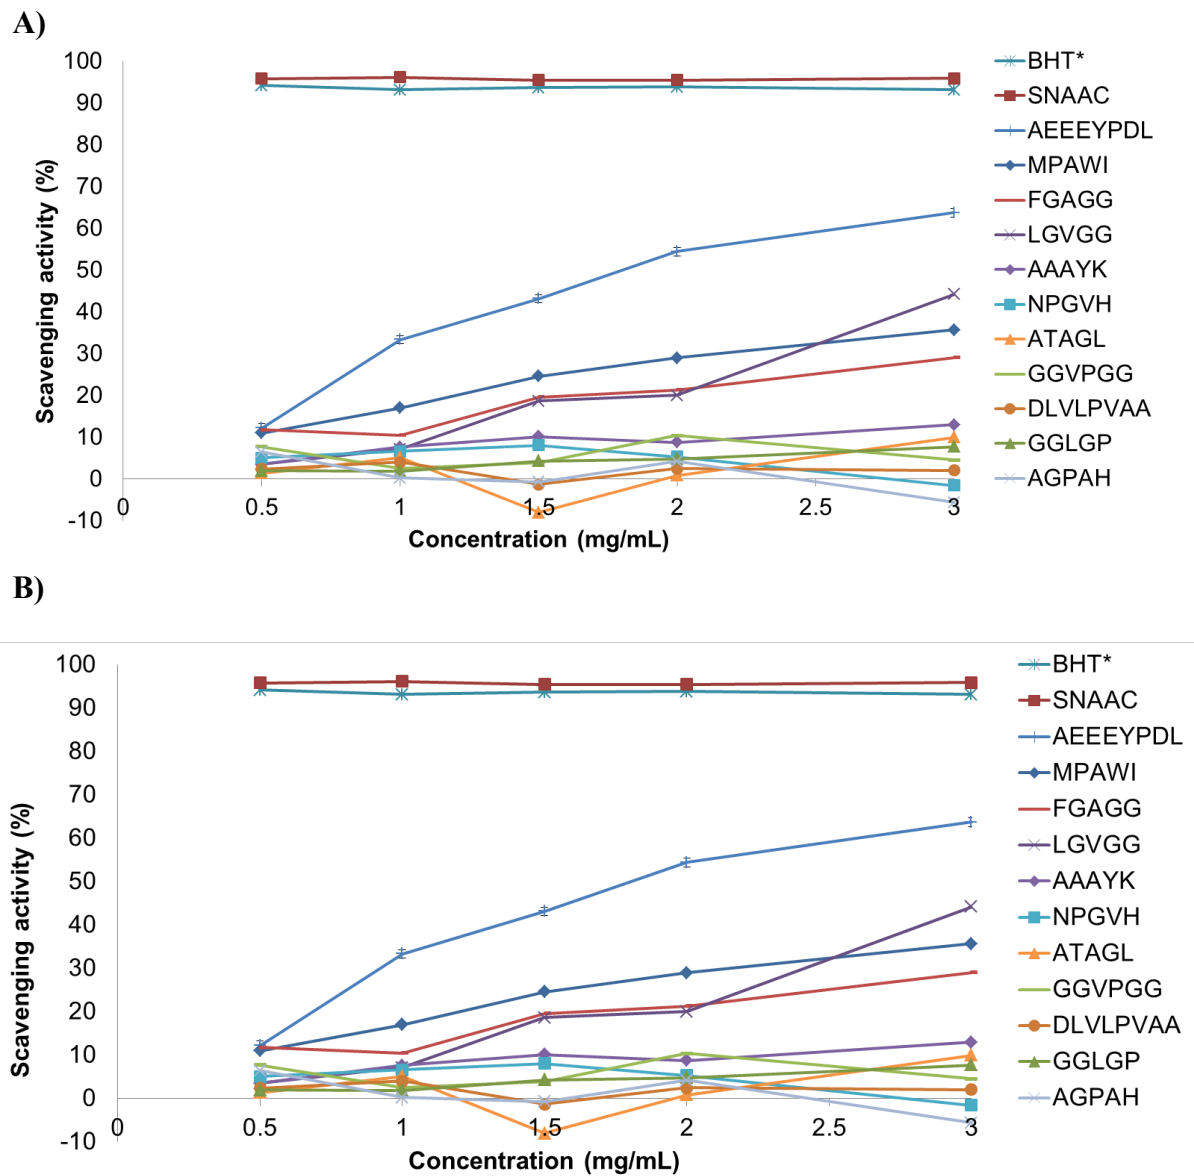 A)
100
90
80
70
60
50
40
30
20
10
0
-10
Scavenging activity (%)
0
0.5
1
1.5
2
2.5
3
Concentration (mg/mL)
BHT*
SNAAC
AEEEYPDL
MPAWI
FGAGG
LGVGG
AAAYK
NPGVH
ATAGL
GGVPGG
DLVLPVAA
GGLGP
AGPAH
B)
100
90
80
70
60
50
40
30
20
10
0
-10
Scavenging activity (%)
0
0.5
1
1.5
2
2.5
3
Concentration (mg/mL)
BHT*
SNAAC
AEEEYPDL
MPAWI
FGAGG
LGVGG
AAAYK
NPGVH
ATAGL
GGVPGG
DLVLPVAA
GGLGP
AGPAH